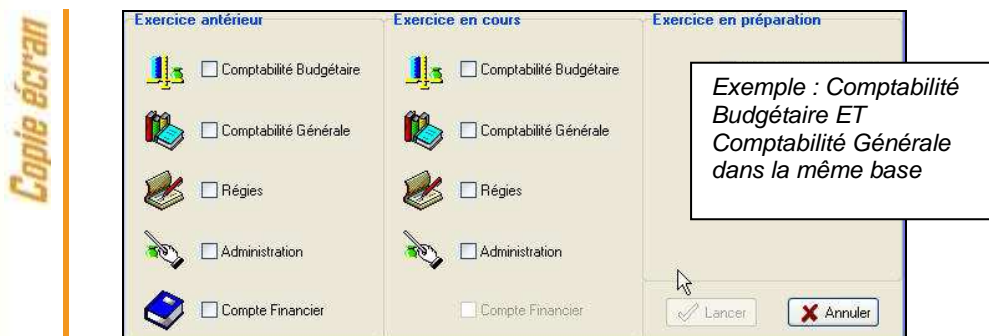 Copie écran
Exercice antérieur
Comptabilité Budgétaire
Comptabilité Générale
Régies
Administration
Compte Financier
Exercice en cours
Comptabilité Budgétaire
Comptabilité Générale
Régies
Administration
Compte Financier
Exercice en préparation
Exemple : Comptabilité
Budgétaire ET
Comptabilité Générale
dans la même base
Lancer
Annuler